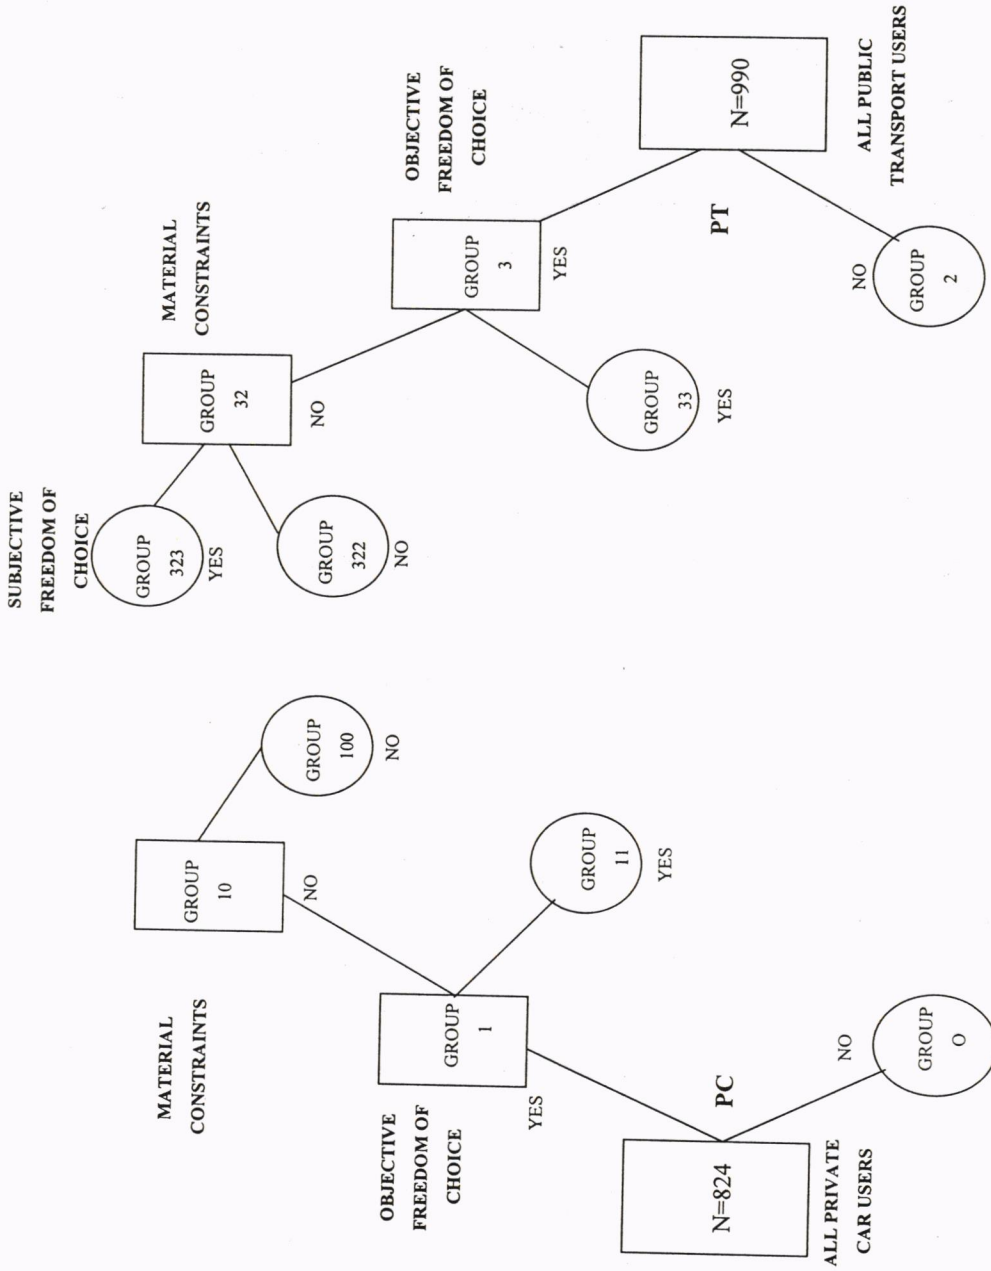 SUBJECTIVE
FREEDOM OF
CHOICE
GROUP
323
YES
GROUP
322
NO
MATERIAL
CONSTRAINTS
GROUP
32
NO
OBJECTIVE
FREEDOM OF
CHOICE
GROUP
3
YES
GROUP
33
YES
PT
N=990
ALL PUBLIC
TRANSPORT USERS
NO
GROUP
2
MATERIAL
CONSTRAINTS
GROUP
10
NO
GROUP
100
NO
OBJECTIVE
FREEDOM OF
CHOICE
GROUP
1
YES
GROUP
11
YES
PC
N=824
ALL PRIVATE
CAR USERS
NO
GROUP
O